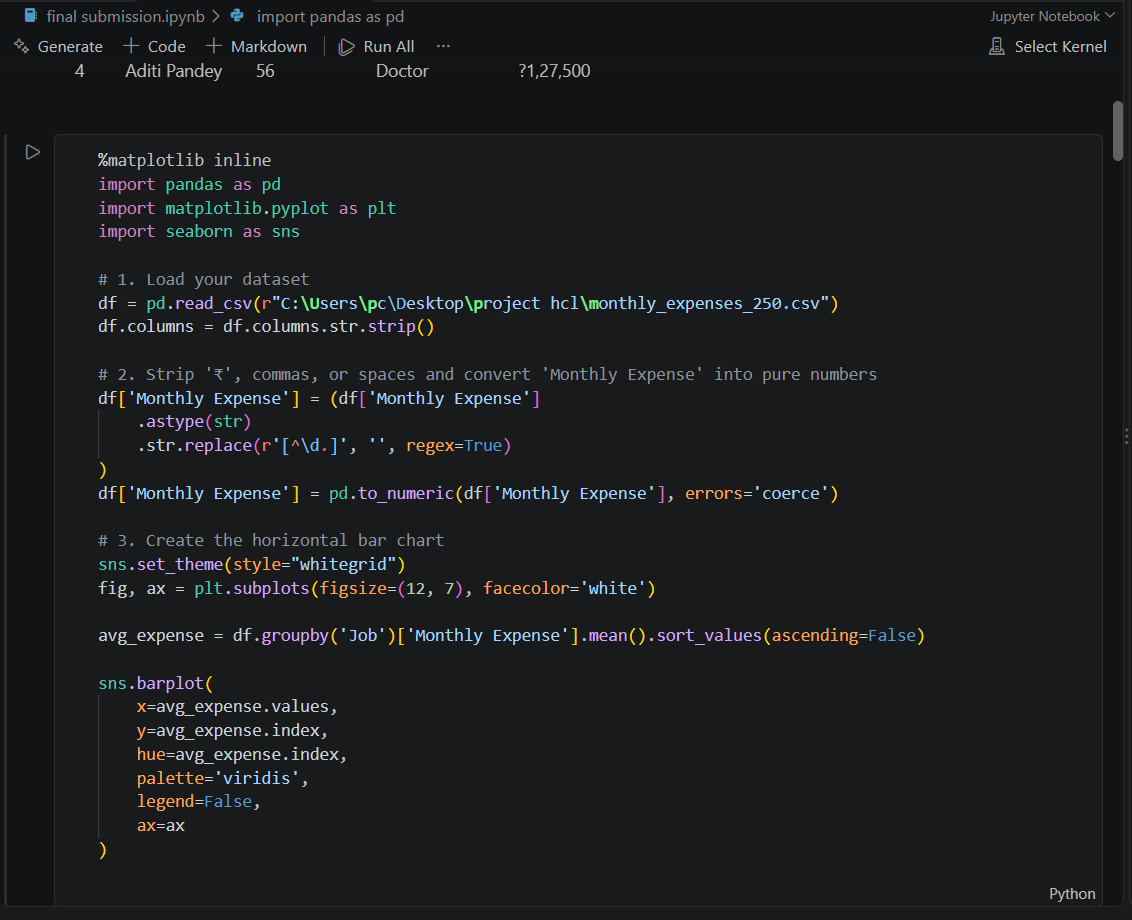 final submission.ipynb > import pandas as pd
Jupyter Notebook
Generate + Code + Markdown | Run All ...
Select Kernel
4 Aditi Pandey 56 Doctor ?1,27,500
%matplotlib inline
import pandas as pd
import matplotlib.pyplot as plt
import seaborn as sns
# 1. Load your dataset
df = pd.read_csv(r"C:\Users\pc\Desktop\project hcl\monthly_expenses_250.csv")
df.columns = df.columns.str.strip()
# 2. Strip '₹', commas, or spaces and convert 'Monthly Expense' into pure numbers
df['Monthly Expense'] = (df['Monthly Expense']
    .astype(str)
    .str.replace(r'[^\d.]', '', regex=True)
)
df['Monthly Expense'] = pd.to_numeric(df['Monthly Expense'], errors='coerce')
# 3. Create the horizontal bar chart
sns.set_theme(style="whitegrid")
fig, ax = plt.subplots(figsize=(12, 7), facecolor='white')
avg_expense = df.groupby('Job')['Monthly Expense'].mean().sort_values(ascending=False)
sns.barplot(
    x=avg_expense.values,
    y=avg_expense.index,
    hue=avg_expense.index,
    palette='viridis',
    legend=False,
    ax=ax
)
Python